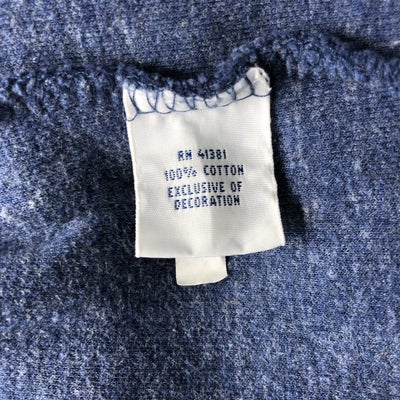 RN 41381
100% COTTON
EXCLUSIVE OF
DECORATION